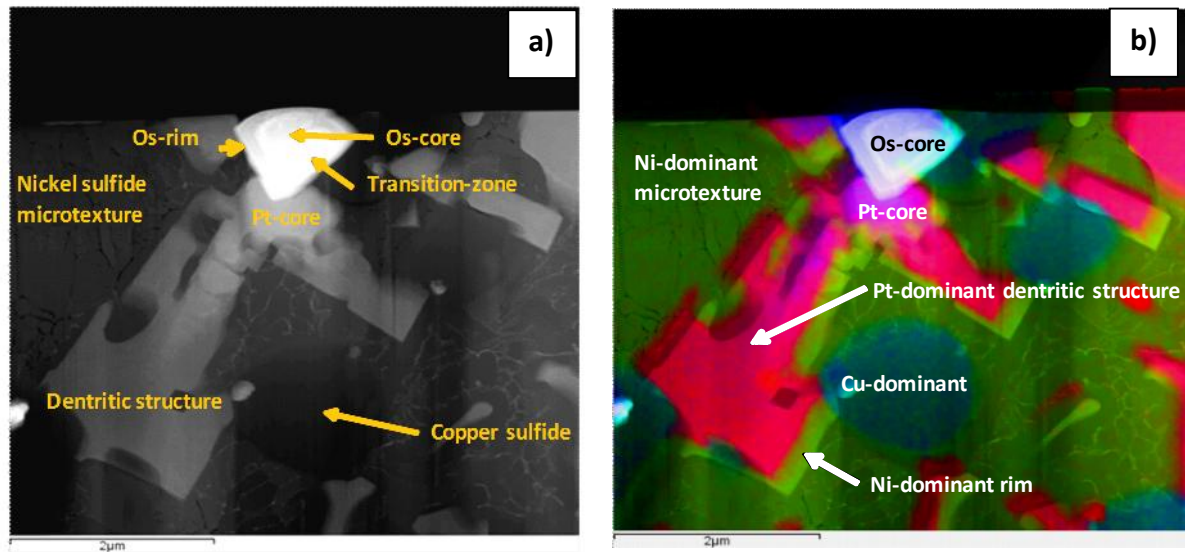 a)
Os-rim
Os-core
Nickel sulfide
microtexture
Transition-zone
Pt-core
Dentritic structure
Copper sulfide
2µm
b)
Os-core
Ni-dominant
microtexture
Pt-core
Pt-dominant dentritic structure
Cu-dominant
Ni-dominant rim
2µm